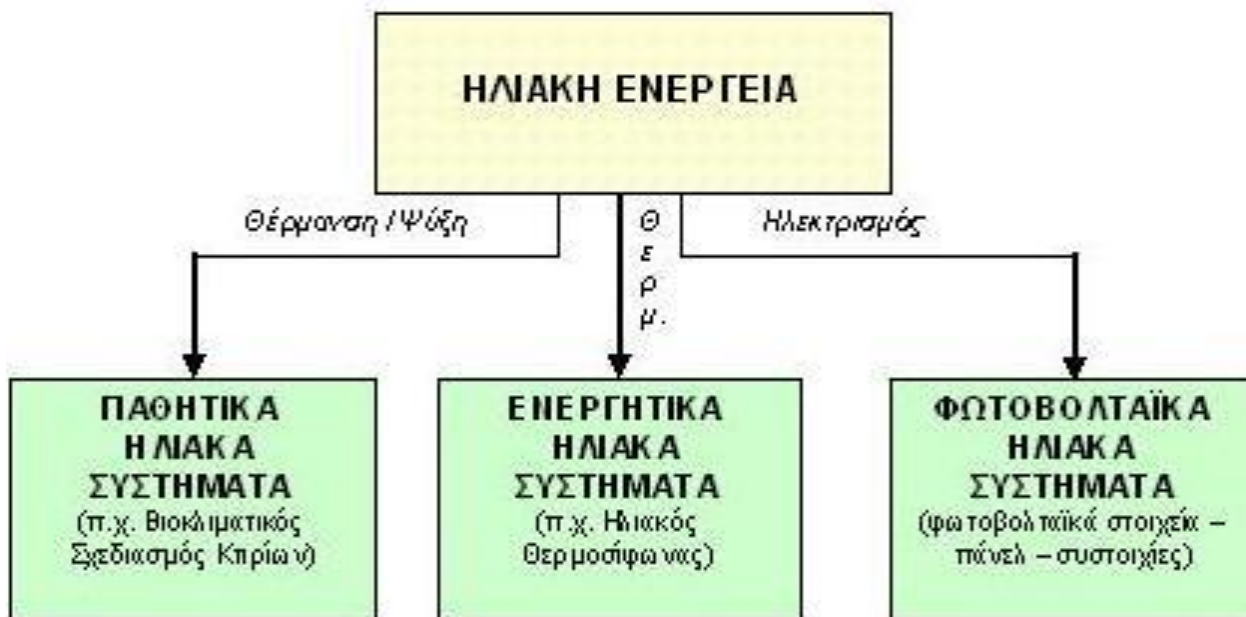 ΗΛΙΑΚΗ ΕΝΕΡΓΕΙΑ
Θέρμανση / Ψύξη
Θερμ.
Ηλεκτρισμός
ΠΑΘΗΤΙΚΑ
ΗΛΙΑΚΑ
ΣΥΣΤΗΜΑΤΑ
(π.χ. Βιοκλιματικός
Σχεδιασμός Κτιρίων)
ΕΝΕΡΓΗΤΙΚΑ
ΗΛΙΑΚΑ
ΣΥΣΤΗΜΑΤΑ
(π.χ. Ηλιακός
Θερμοσίφωνας)
ΦΩΤΟΒΟΛΤΑΪΚΑ
ΗΛΙΑΚΑ
ΣΥΣΤΗΜΑΤΑ
(φωτοβολταϊκά στοιχεία –
πάνελ – συστοιχίες)